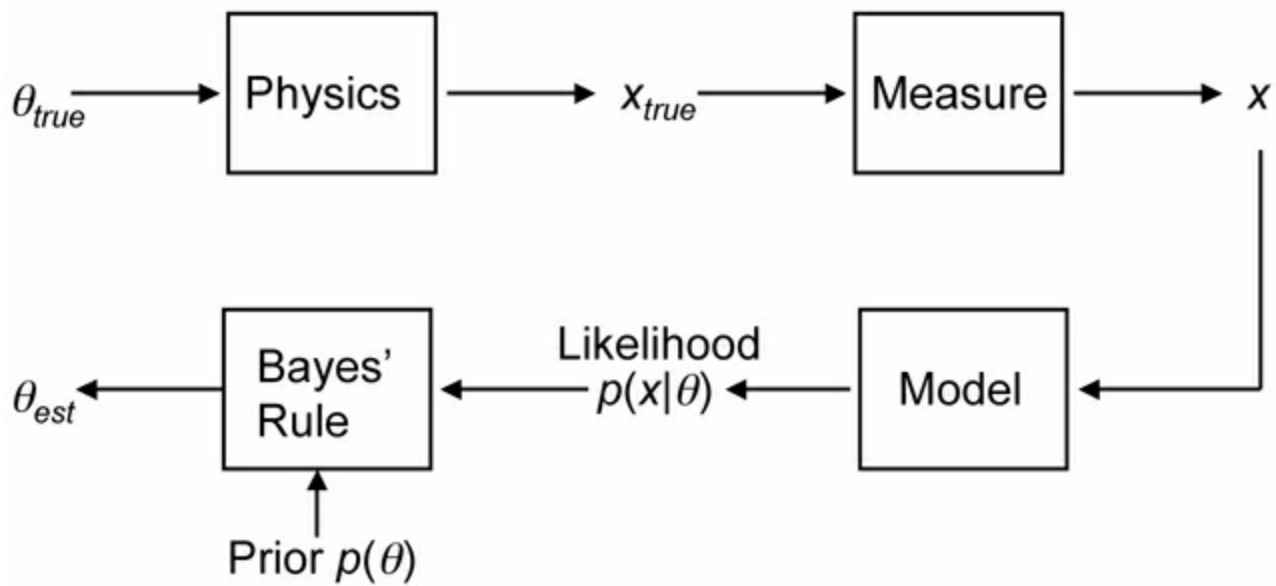 θtrue
Physics
xtrue
Measure
x
θest
Bayes’
Rule
Likelihood
p(x|θ)
Model
Prior p(θ)